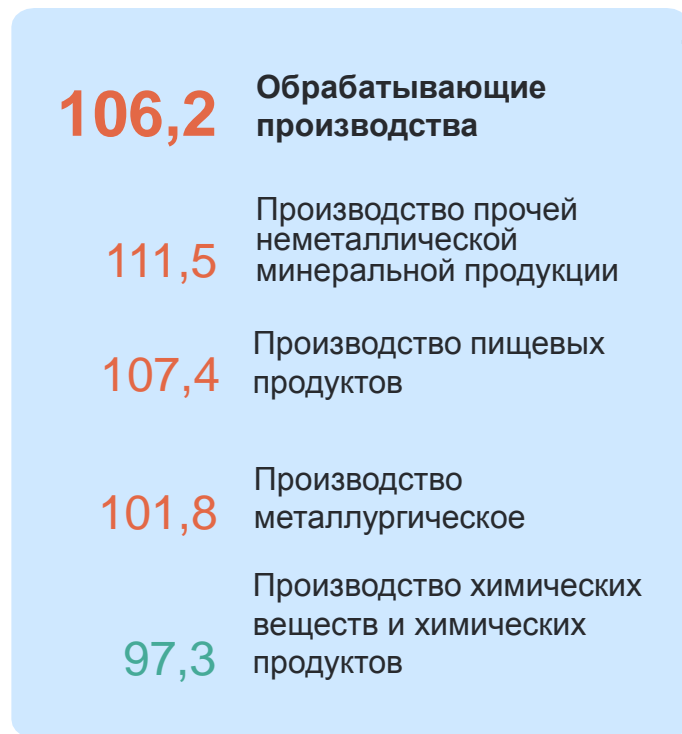 106,2 Обрабатывающие
производства
Производство прочей
неметаллической
111,5 минеральной продукции
Производство пищевых
107,4 продуктов
Производство
101,8 металлургическое
Производство химических
веществ и химических
97,3 продуктов